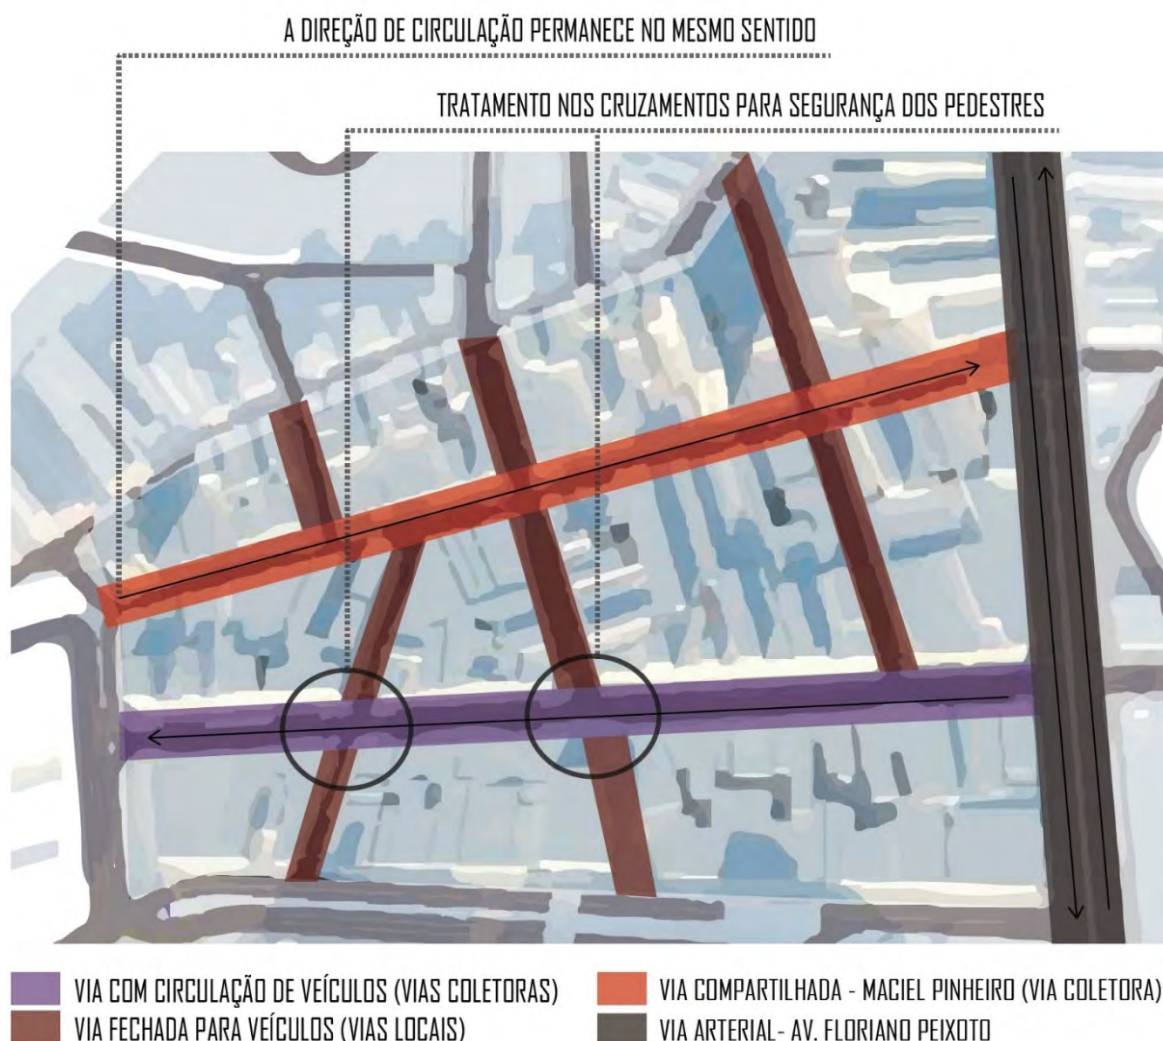 A DIREÇÃO DE CIRCULAÇÃO PERMANECE NO MESMO SENTIDO
TRATAMENTO NOS CRUZAMENTOS PARA SEGURANÇA DOS PEDESTRES
VIA COM CIRCULAÇÃO DE VEÍCULOS (VIAS COLETORAS)
VIA COMPARTILHADA - MACIEL PINHEIRO (VIA COLETORA)
VIA FECHADA PARA VEÍCULOS (VIAS LOCAIS)
VIA ARTERIAL- AV. FLORIANO PEIXOTO